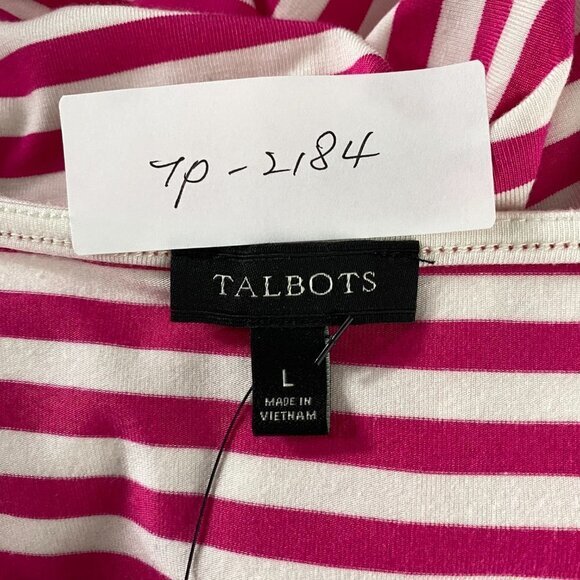 7p-2184
TALBOTS
L
MADE IN
VIETNAM